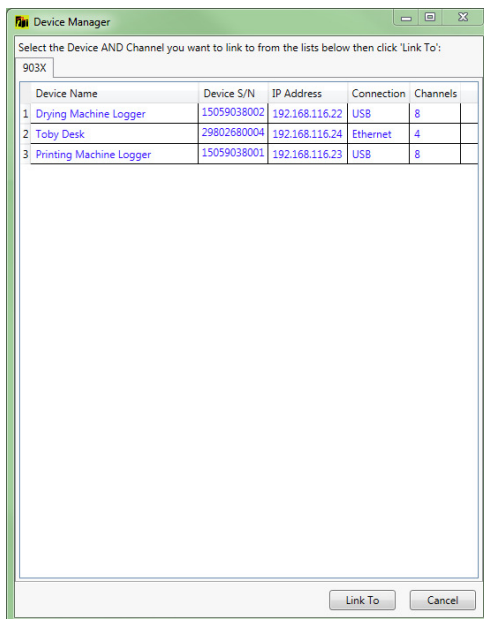 Device Manager
Select the Device AND Channel you want to link to from the lists below then click 'Link To':
903X
Device Name Device S/N IP Address Connection Channels
1 Drying Machine Logger 15059038002 192.168.116.22 USB 8
2 Toby Desk 29802680004 192.168.116.24 Ethernet 4
3 Printing Machine Logger 15059038001 192.168.116.23 USB 8
Link To Cancel